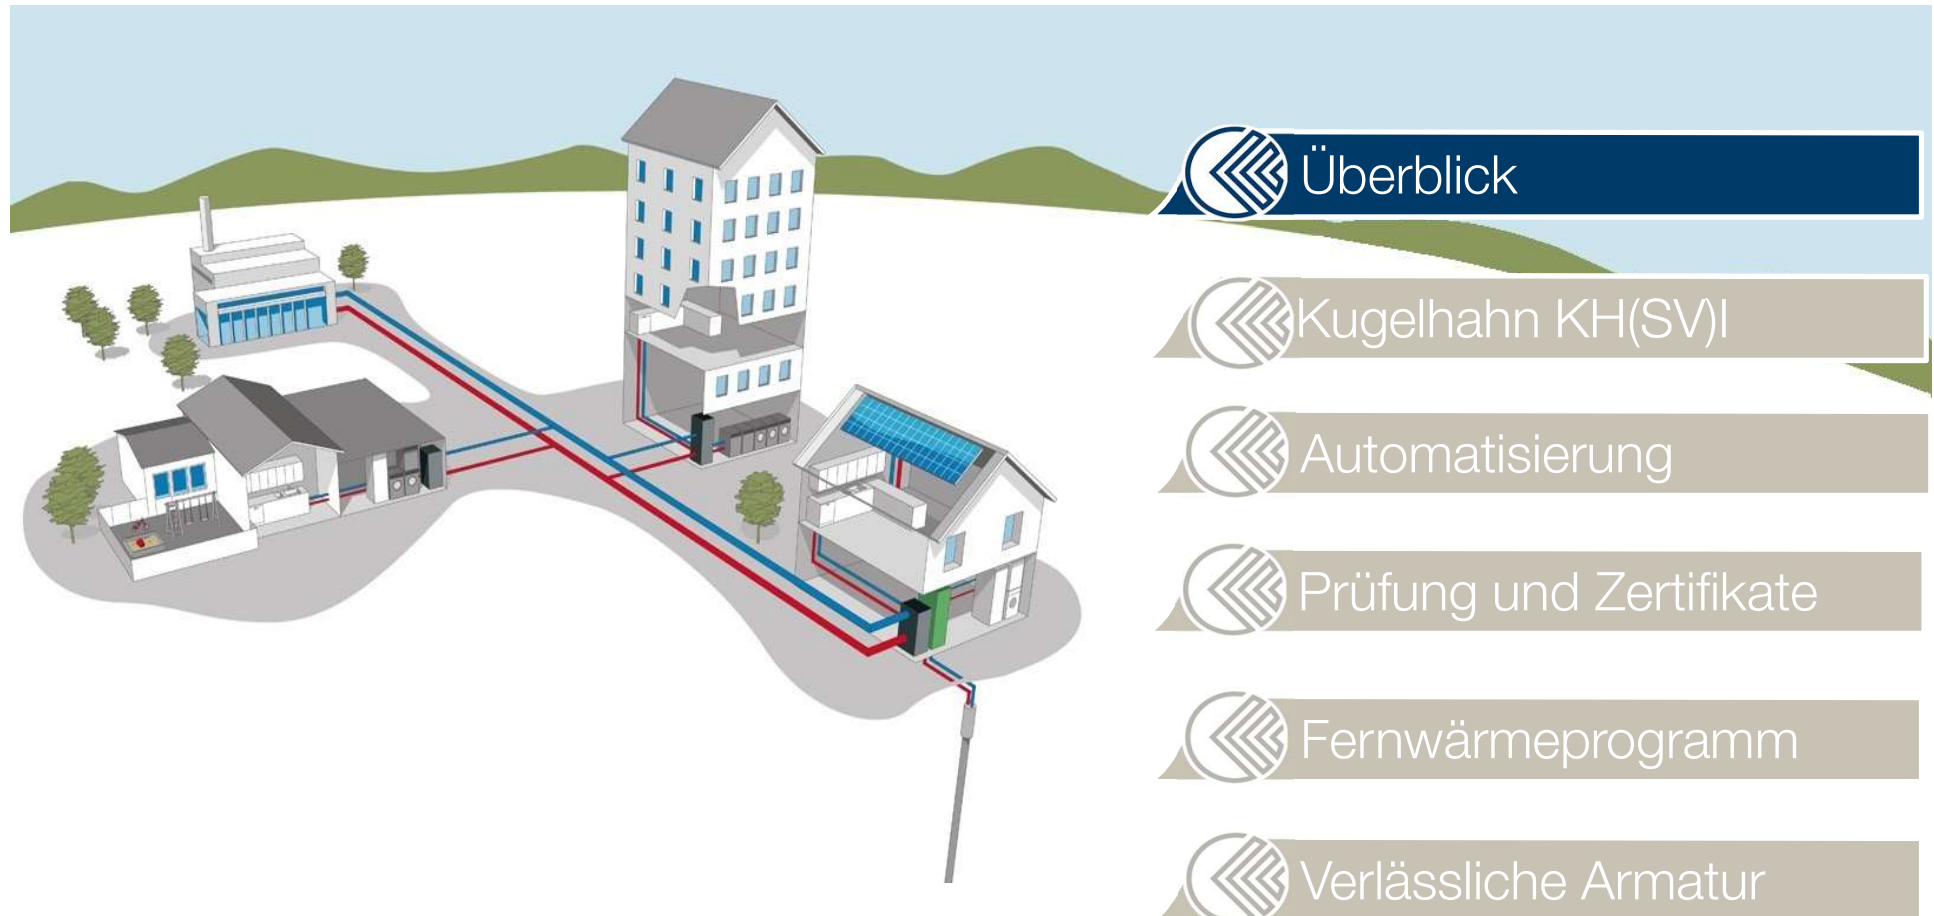 Überblick
Kugelhahn KH(SV)I
Automatisierung
Prüfung und Zertifikate
Fernwärmeprogramm
Verlässliche Armatur